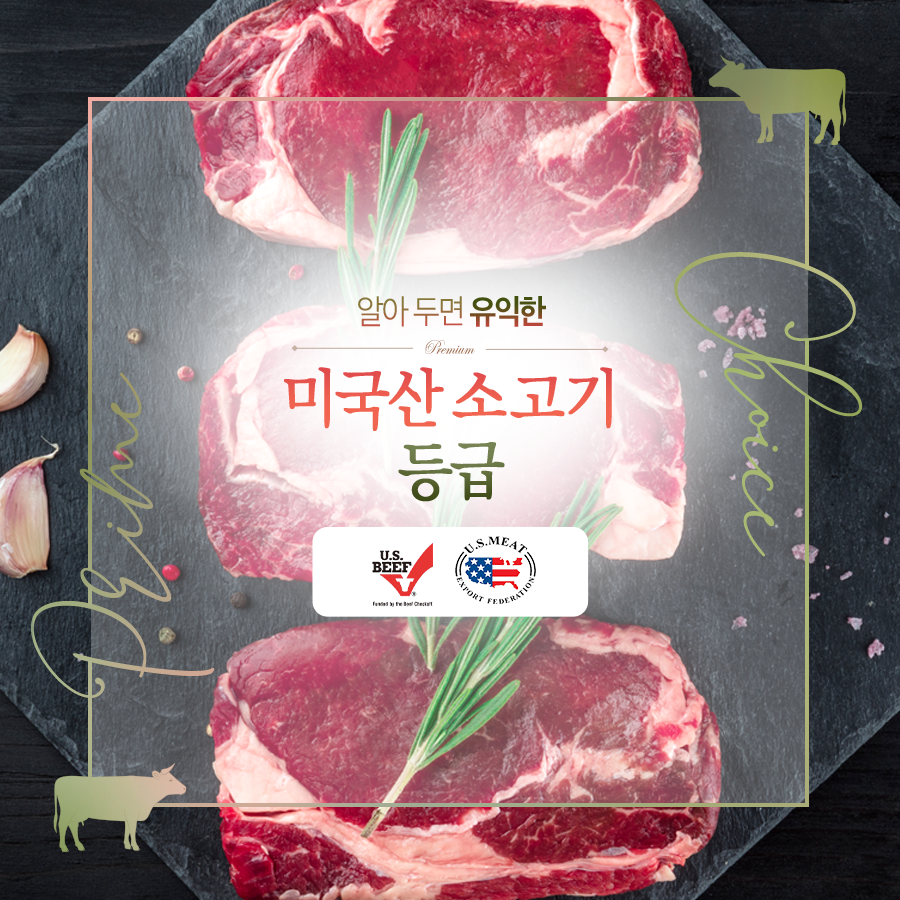 알아 두면 유익한
Premium
미국산 소고기
등급
Prime
Choice
U.S.
BEEF
®
Funded by the Beef Checkoff
U.S.MEAT
EXPORT FEDERATION